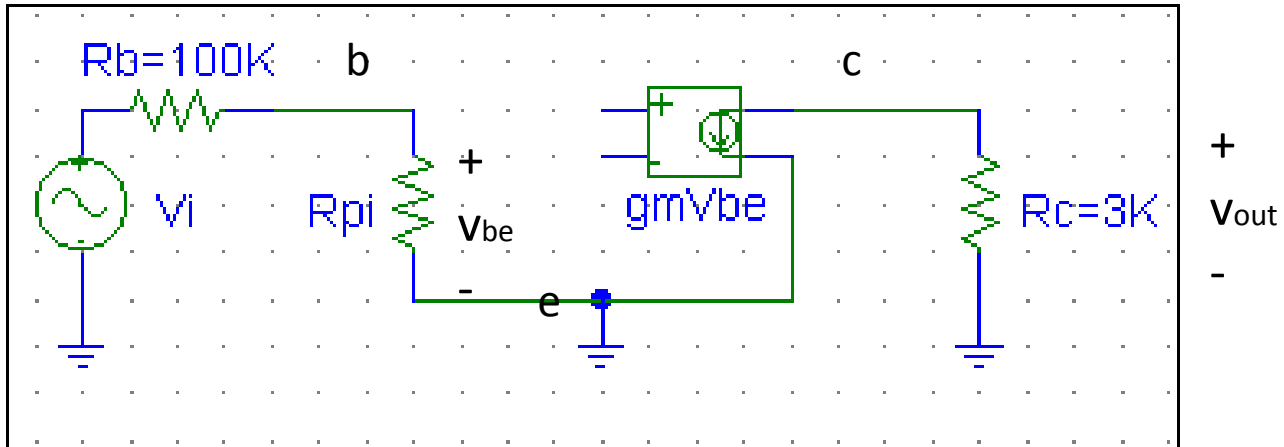 Rb=100K
b
c
+
-
+
-
Vi
Rpi
+
vbe
-
gmVbe
Rc=3K
+
vout
-
e